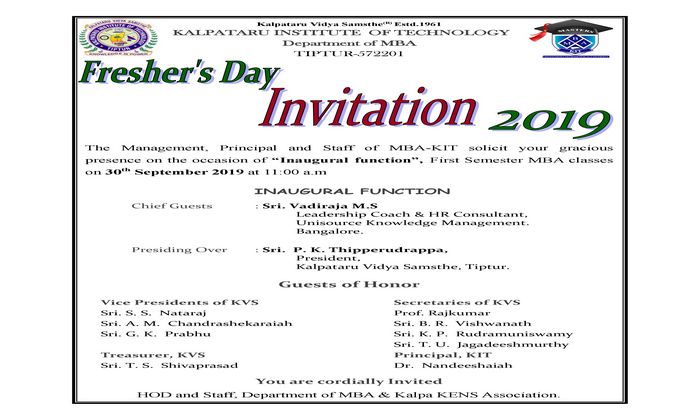 Kalpataru Vidya Samsthe(R) Estd.1961
KALPATARU INSTITUTE OF TECHNOLOGY
Department of MBA
TIPTUR-572201
MASTERS
Fresher's Day
Invitation 2019
The Management, Principal and Staff of MBA-KIT solicit your gracious
presence on the occasion of “Inaugural function”, First Semester MBA classes
on 30th September 2019 at 11:00 a.m
INAUGURAL FUNCTION
Chief Guests : Sri. Vadiraja M.S
Leadership Coach & HR Consultant,
Unisource Knowledge Management.
Bangalore.
Presiding Over : Sri. P. K. Thipperudrappa,
President,
Kalpataru Vidya Samsthe, Tiptur.
Guests of Honor
Vice Presidents of KVS
Sri. S. S. Nataraj
Sri. A. M. Chandrashekaraiah
Sri. G. K. Prabhu
Treasurer, KVS
Sri. T. S. Shivaprasad
Secretaries of KVS
Prof. Rajkumar
Sri. B. R. Vishwanath
Sri. K. P. Rudramuniswamy
Sri. T. U. Jagadeeshmurthy
Principal, KIT
Dr. Nandeeshaiah
You are cordially Invited
HOD and Staff, Department of MBA & Kalpa KENS Association.